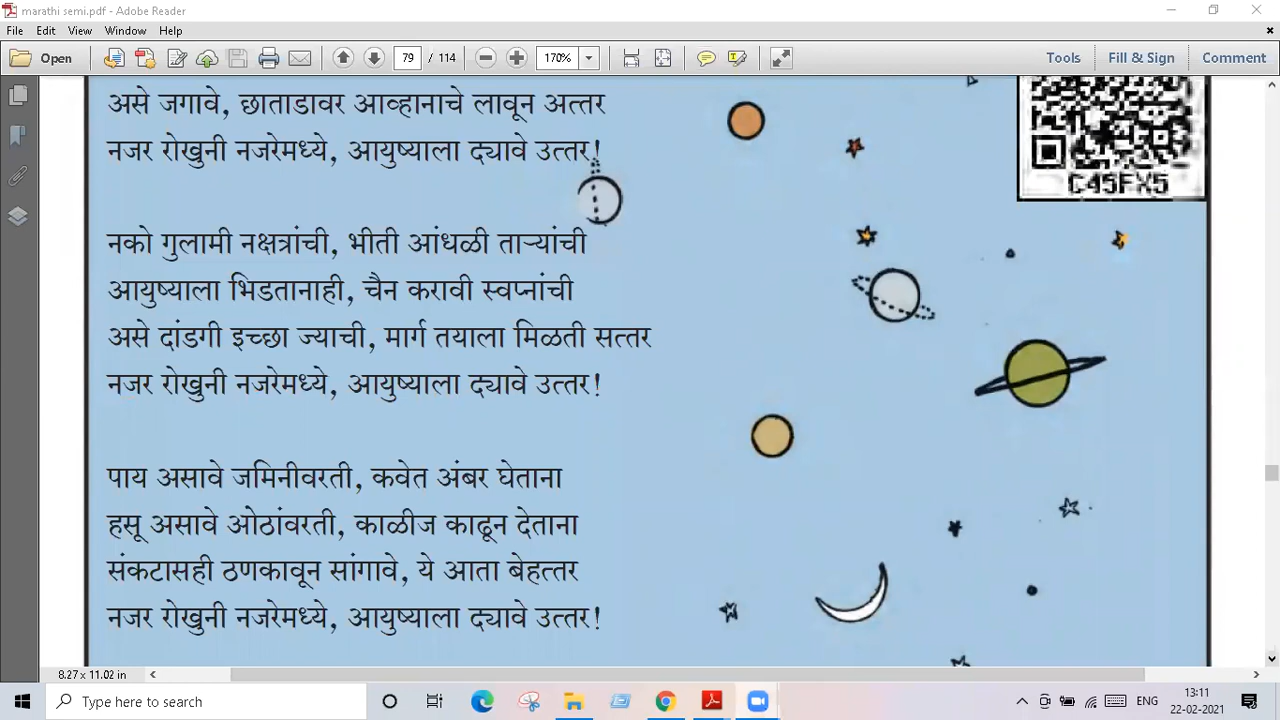 marathi semi.pdf - Adobe Reader
File Edit View Window Help
Open 79 / 114 170% Tools Fill & Sign Comment
असे जगावे, छाताडावर आव्हानाचे लावून अत्तर
नजर रोखुनी नजरेमध्ये, आयुष्याला द्यावे उत्तर!
C45FX5
नको गुलामी नक्षत्रांची, भीती आंधळी ताऱ्यांची
आयुष्याला भिडतानाही, चैन करावी स्वप्नांची
असे दांडगी इच्छा ज्याची, मार्ग तयाला मिळती सत्तर
नजर रोखुनी नजरेमध्ये, आयुष्याला द्यावे उत्तर!
पाय असावे जमिनीवरती, कवेत अंबर घेताना
हसू असावे ओठांवरती, काळीज काढून देताना
संकटासही ठणकावून सांगावे, ये आता बेहत्तर
नजर रोखुनी नजरेमध्ये, आयुष्याला द्यावे उत्तर!
8.27 x 11.02 in
Type here to search
ENG
13:11
22-02-2021